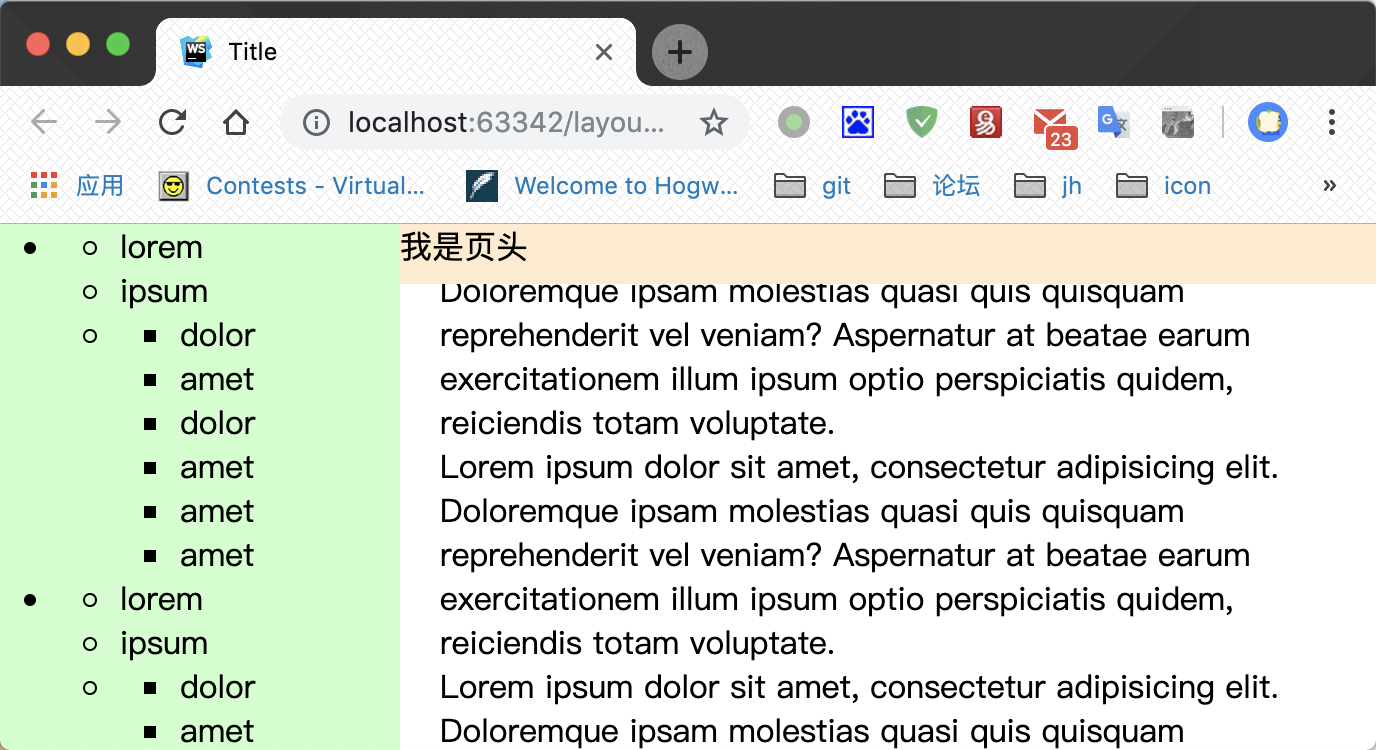 WS
Title
localhost:63342/layou...
23
应用
Contests - Virtual...
Welcome to Hogw...
git
论坛
jh
icon
»
lorem
ipsum
dolor
amet
dolor
amet
amet
amet
lorem
ipsum
dolor
amet
我是页头
Doloremque ipsam molestias quasi quis quisquam
reprehenderit vel veniam? Aspernatur at beatae earum
exercitationem illum ipsum optio perspiciatis quidem,
reiciendis totam voluptate.
Lorem ipsum dolor sit amet, consectetur adipisicing elit.
Doloremque ipsam molestias quasi quis quisquam
reprehenderit vel veniam? Aspernatur at beatae earum
exercitationem illum ipsum optio perspiciatis quidem,
reiciendis totam voluptate.
Lorem ipsum dolor sit amet, consectetur adipisicing elit.
Doloremque ipsam molestias quasi quis quisquam